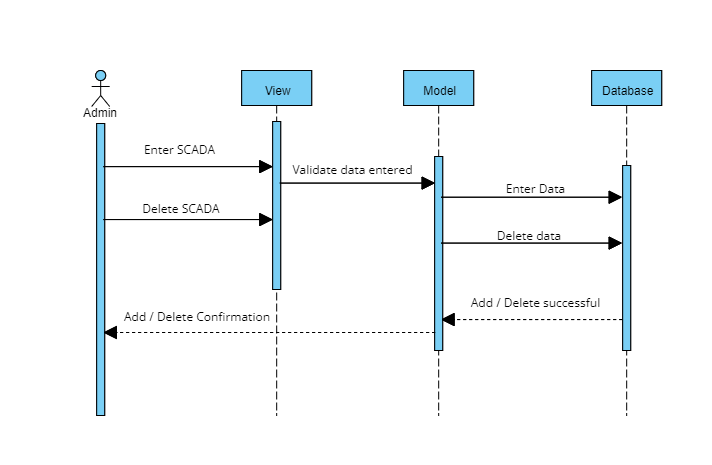 View
Model
Database
Admin
Enter SCADA
Validate data entered
Enter Data
Delete SCADA
Delete data
Add / Delete successful
Add / Delete Confirmation